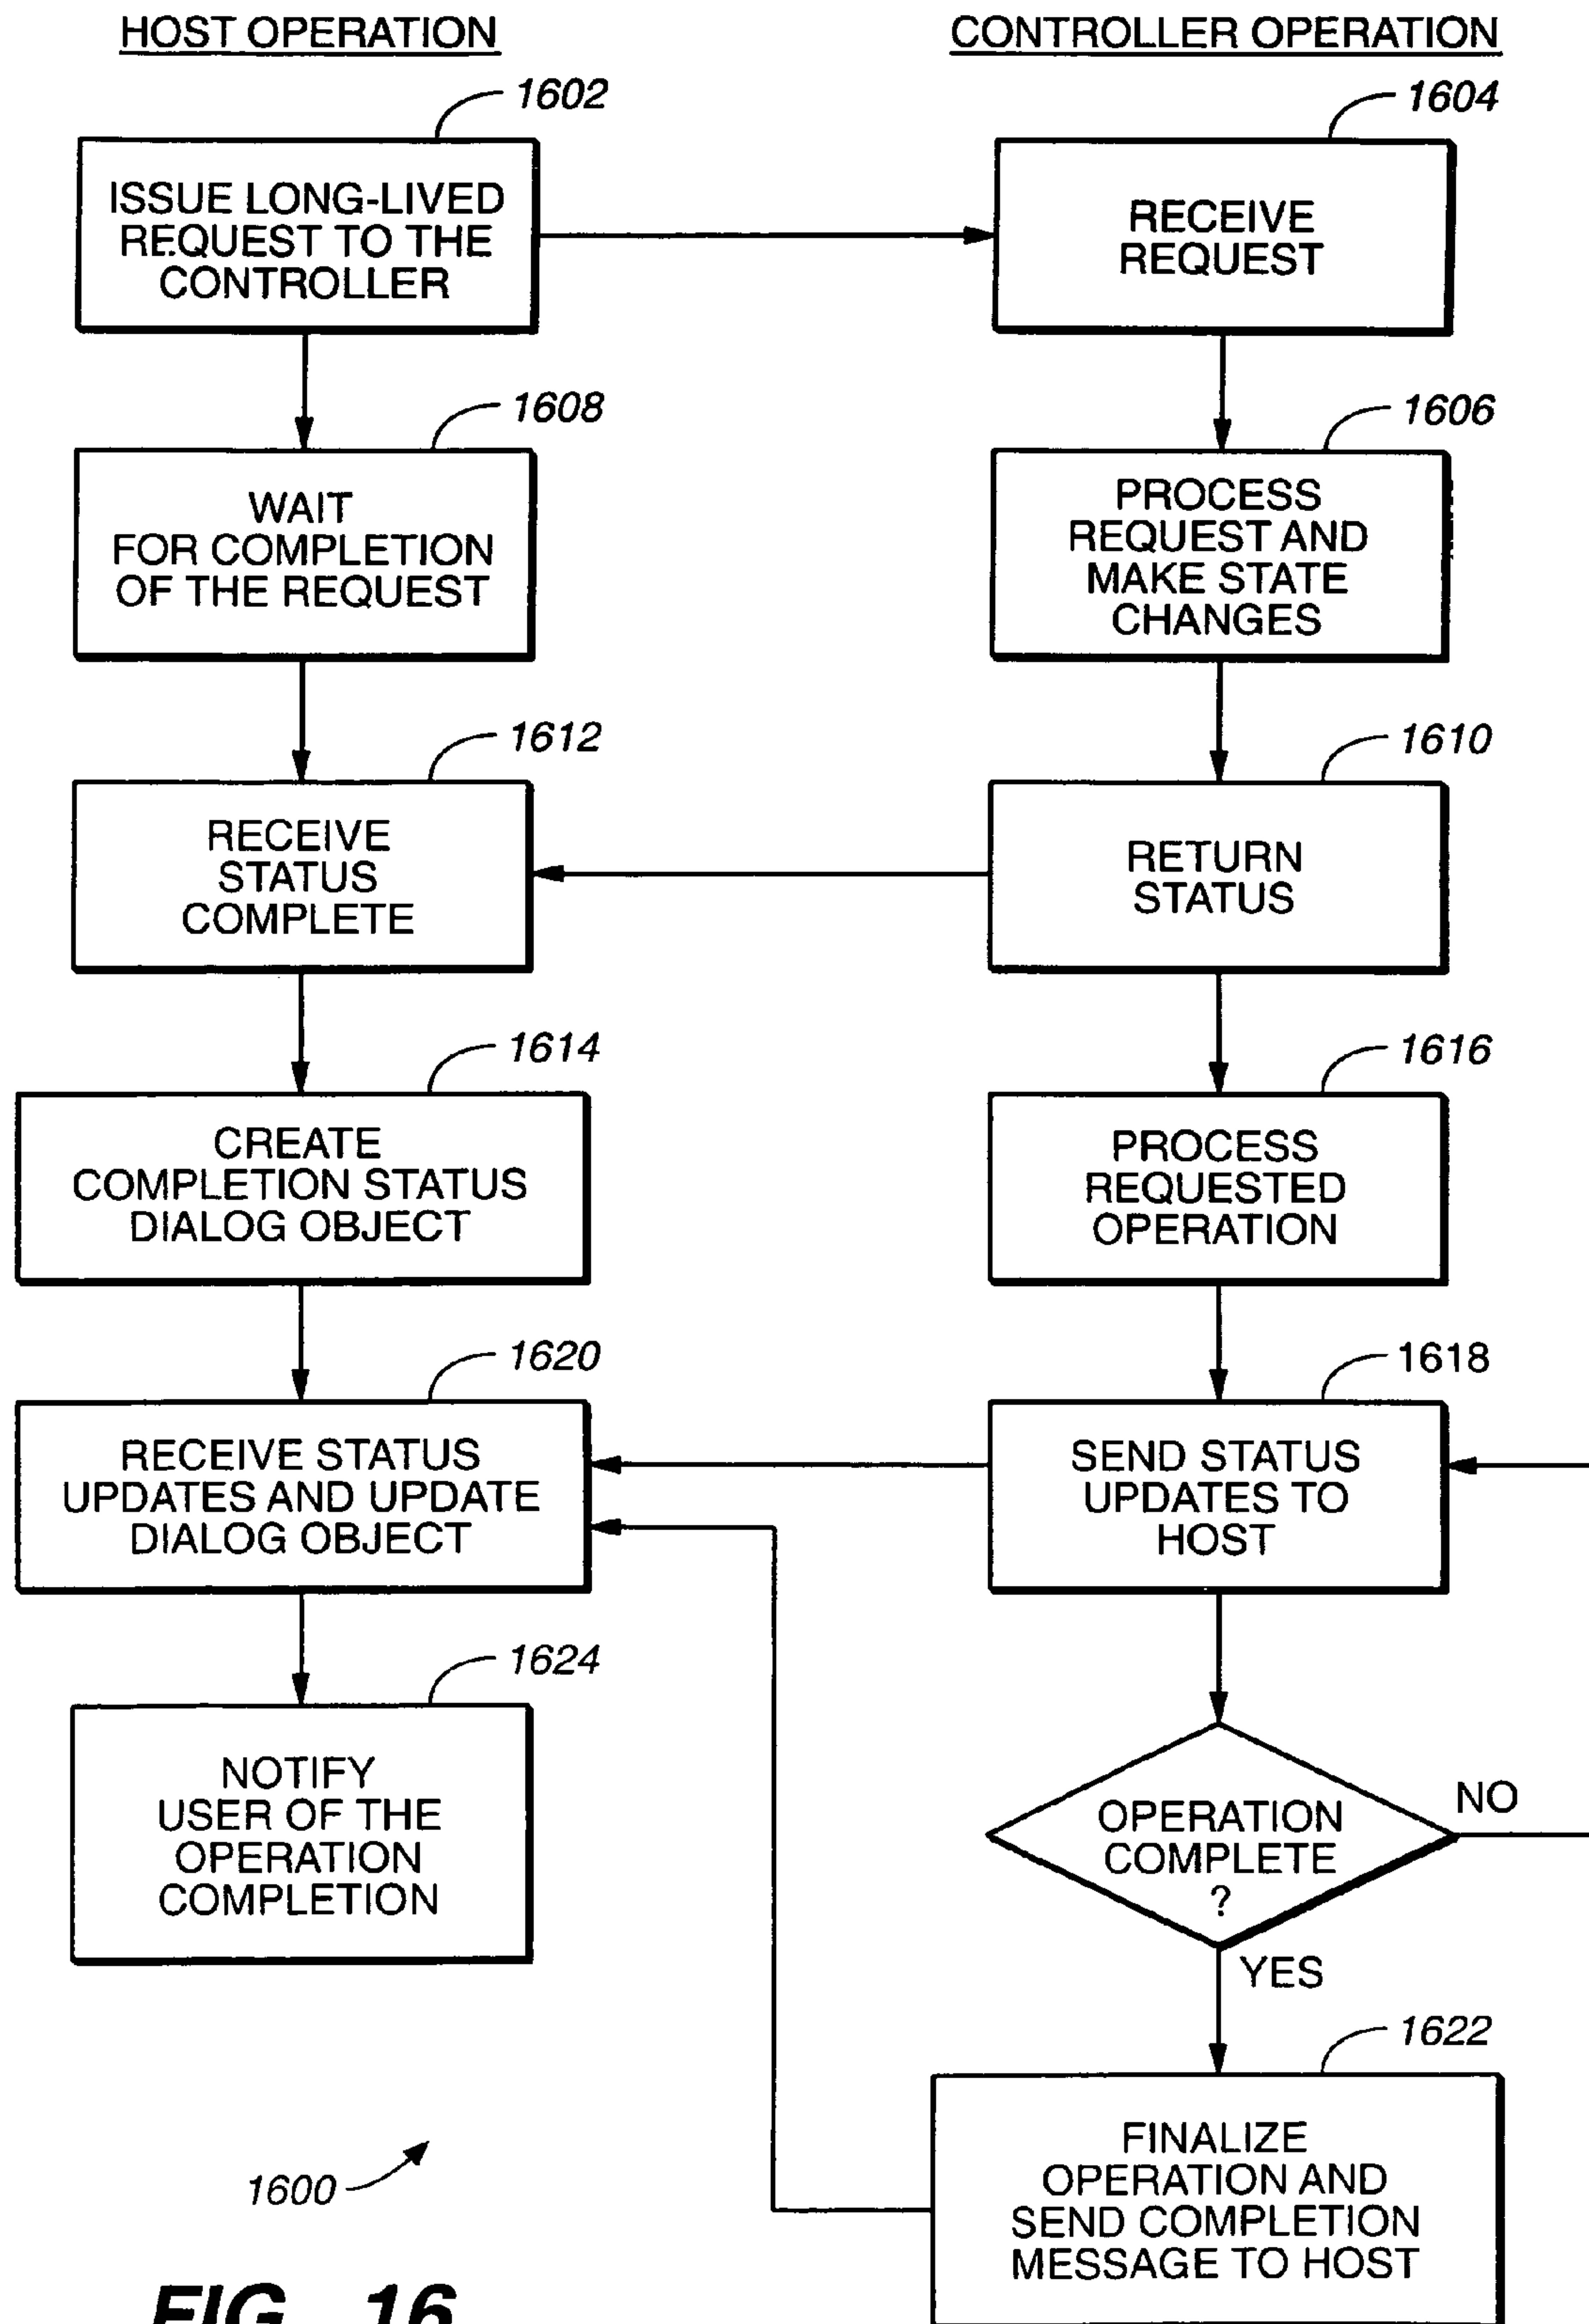 HOST OPERATION
CONTROLLER OPERATION
1602
1604
ISSUE LONG-LIVED
REQUEST TO THE
CONTROLLER
RECEIVE
REQUEST
1608
1606
WAIT
FOR COMPLETION
OF THE REQUEST
PROCESS
REQUEST AND
MAKE STATE
CHANGES
1612
1610
RECEIVE
STATUS
COMPLETE
RETURN
STATUS
1614
1616
CREATE
COMPLETION STATUS
DIALOG OBJECT
PROCESS
REQUESTED
OPERATION
1620
1618
RECEIVE STATUS
UPDATES AND UPDATE
DIALOG OBJECT
SEND STATUS
UPDATES TO
HOST
1624
NOTIFY
USER OF THE
OPERATION
COMPLETION
OPERATION
COMPLETE
?
NO
YES
1622
FINALIZE
OPERATION AND
SEND COMPLETION
MESSAGE TO HOST
1600
FIG. 16